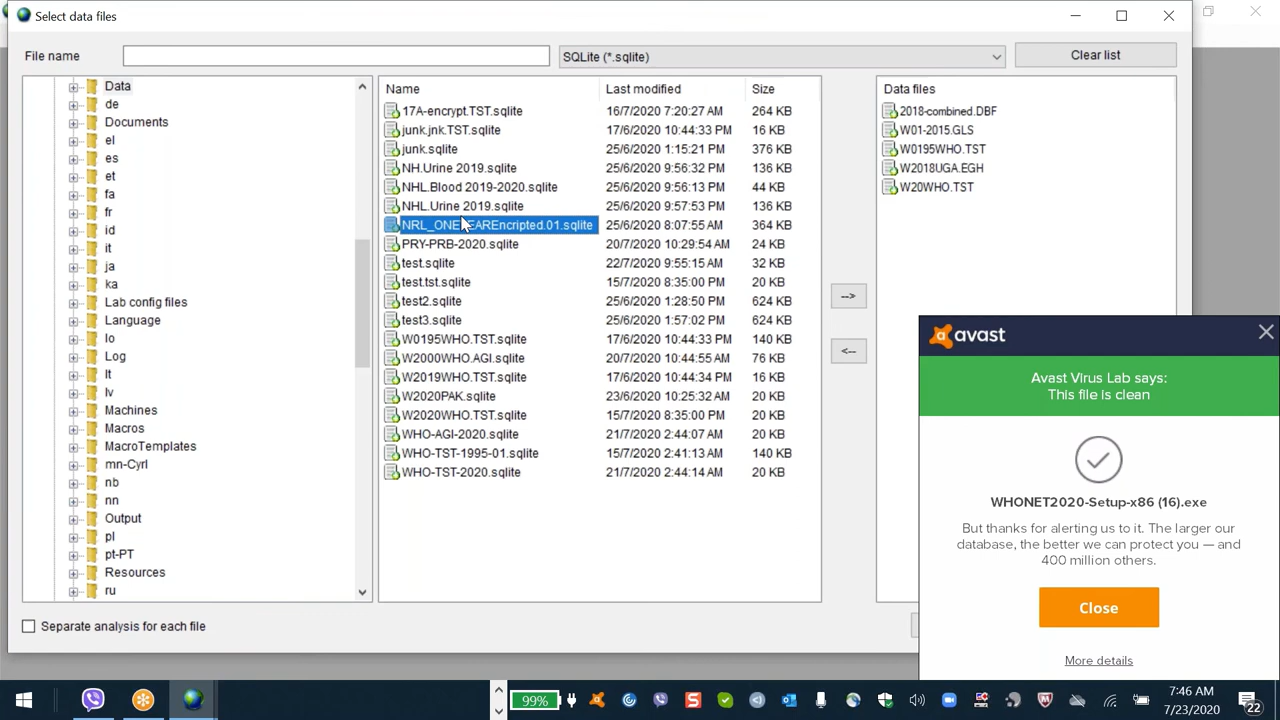 Select data files
File name
SQLite (*.sqlite)
Clear list
Data
de
Documents
el
es
et
fa
fr
id
it
ja
ka
Lab config files
Language
lo
Log
lt
lv
Machines
Macros
MacroTemplates
mn-Cyrl
nb
nn
Output
pl
pt-PT
Resources
ru
Name Last modified Size
17A-encrypt.TST.sqlite 16/7/2020 7:20:27 AM 264 KB
junk.jnk.TST.sqlite 17/6/2020 10:44:33 PM 16 KB
junk.sqlite 25/6/2020 1:15:21 PM 376 KB
NH.Urine 2019.sqlite 25/6/2020 9:56:32 PM 136 KB
NHL.Blood 2019-2020.sqlite 25/6/2020 9:56:13 PM 44 KB
NHL.Urine 2019.sqlite 25/6/2020 9:57:53 PM 136 KB
25/6/2020 8:07:55 AM 364 KB
PRY-PRB-2020.sqlite 20/7/2020 10:29:54 AM 24 KB
test.sqlite 22/7/2020 9:55:15 AM 32 KB
test.tst.sqlite 15/7/2020 8:35:00 PM 20 KB
test2.sqlite 25/6/2020 1:28:50 PM 624 KB
test3.sqlite 25/6/2020 1:57:02 PM 624 KB
W0195WHO.TST.sqlite 17/6/2020 10:44:33 PM 140 KB
W2000WHO.AGI.sqlite 20/7/2020 10:44:55 AM 76 KB
W2019WHO.TST.sqlite 17/6/2020 10:44:34 PM 16 KB
W2020PAK.sqlite 23/6/2020 10:25:32 AM 20 KB
W2020WHO.TST.sqlite 15/7/2020 8:35:00 PM 20 KB
WHO-AGI-2020.sqlite 21/7/2020 2:44:07 AM 20 KB
WHO-TST-1995-01.sqlite 15/7/2020 2:41:13 AM 140 KB
WHO-TST-2020.sqlite 21/7/2020 2:44:14 AM 20 KB
-->
<--
Data files
2018-combined.DBF
W01-2015.GLS
W0195WHO.TST
W2018UGA.EGH
W20WHO.TST
Separate analysis for each file
avast
Avast Virus Lab says:
This file is clean
WHONET2020-Setup-x86 (16).exe
But thanks for alerting us to it. The larger our
database, the better we can protect you — and
400 million others.
Close
More details
99%
7:46 AM
7/23/2020
22